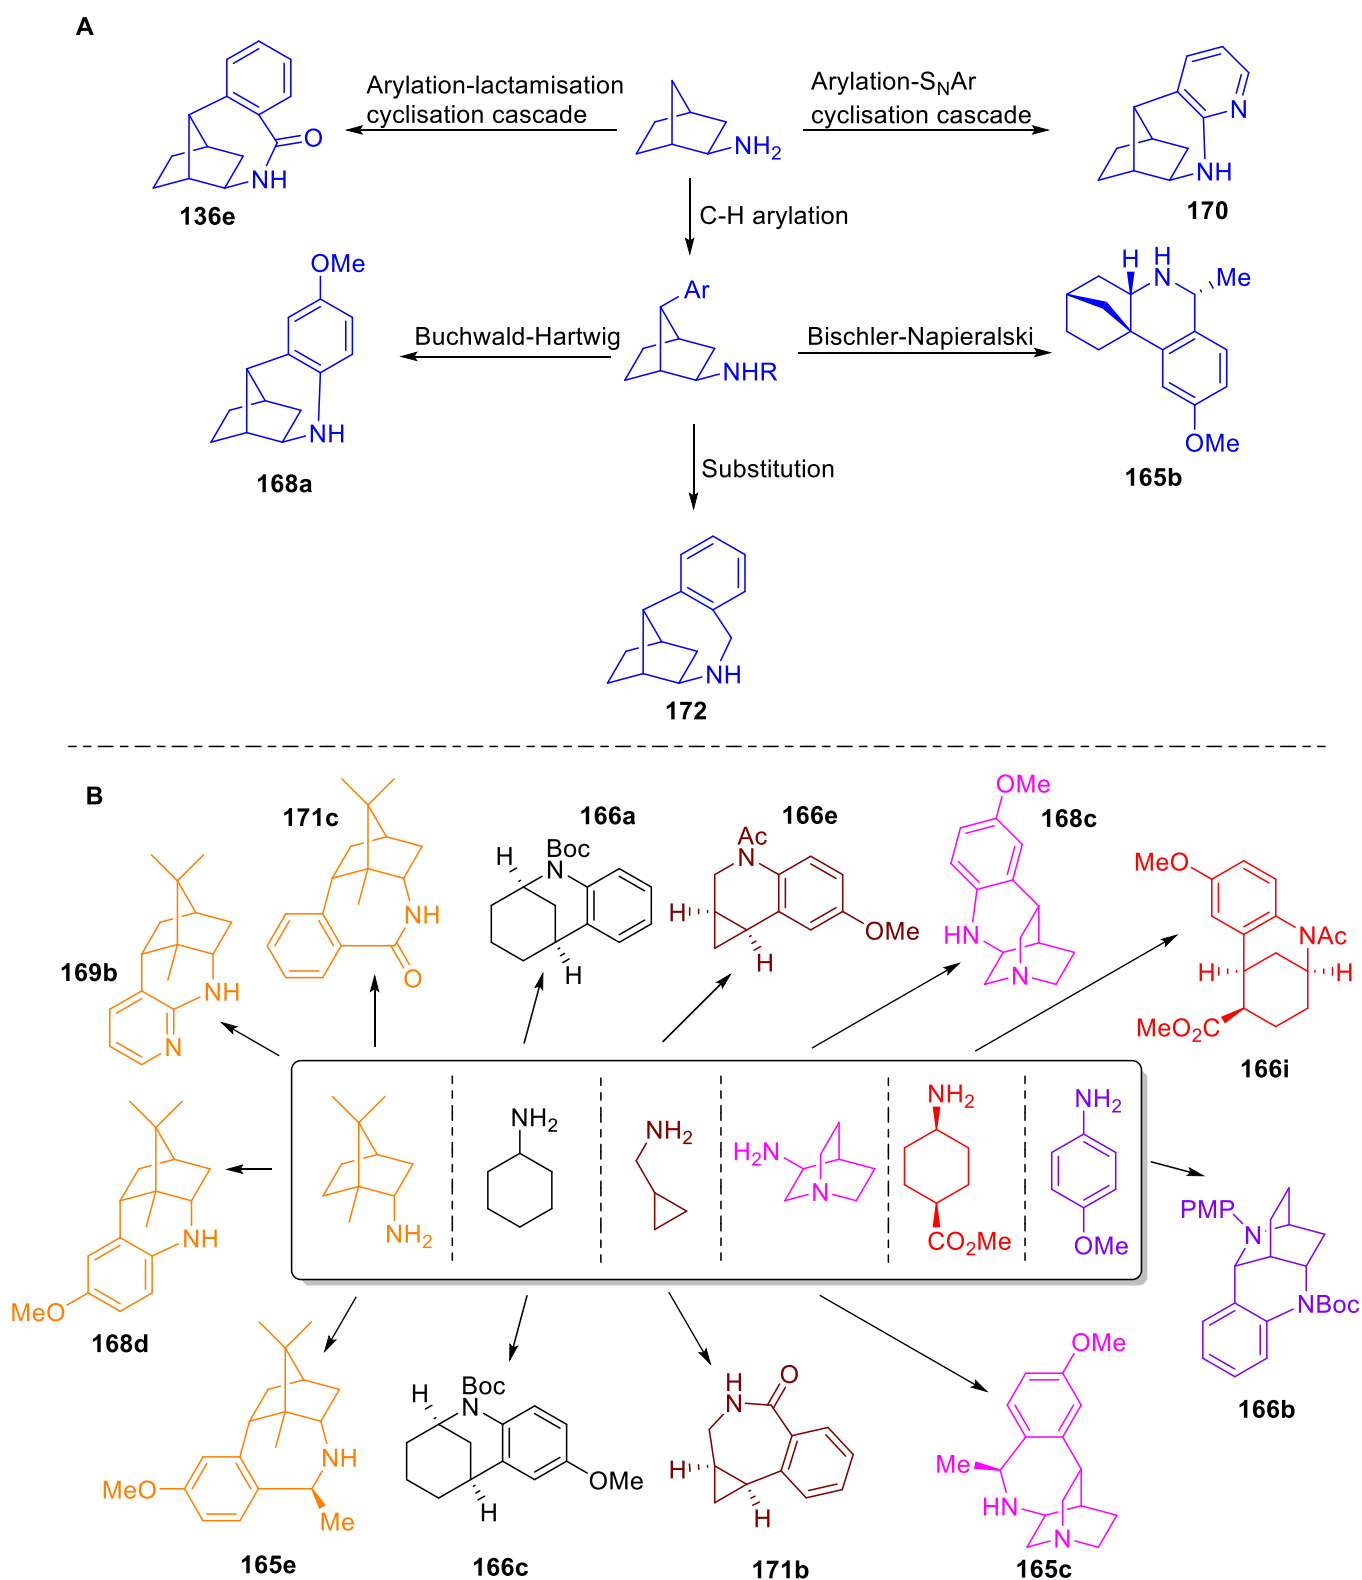 A
Arylation-lactamisation
cyclisation cascade
Arylation-SNAr
cyclisation cascade
O
NH
136e
NH2
N
NH
170
C-H arylation
OMe
NH
168a
Buchwald-Hartwig
Ar
NHR
Bischler-Napieralski
H
H
N
Me
OMe
165b
Substitution
NH
172
B
171c
NH
O
166a
H
Boc
N
H
166e
Ac
N
H
H
OMe
OMe
168c
HN
N
MeO
NAc
H
H
MeO2C
166i
169b
NH
N
NH2
NH2
NH2
H2N
N
NH2
CO2Me
NH2
OMe
NH
MeO
168d
PMP
N
NBoc
166b
NH
MeO
Me
165e
H
Boc
N
OMe
H
166c
H
N
O
H
H
171b
OMe
Me
HN
N
165c